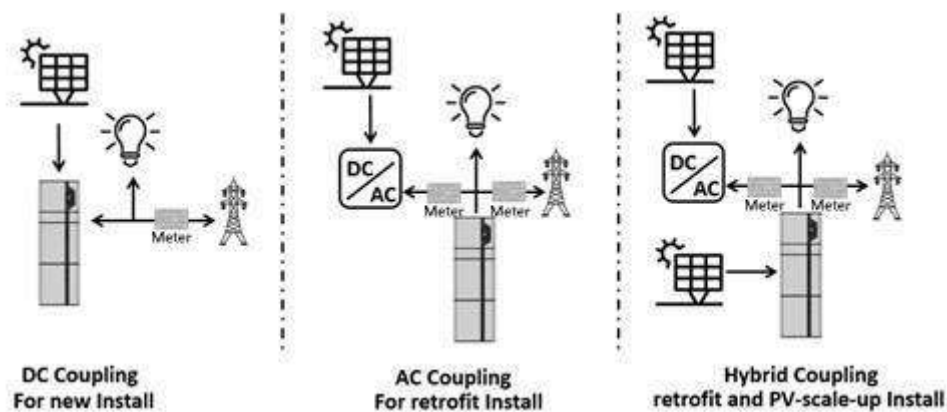 Meter
DC Coupling
For new Install
DC
AC
Meter
Meter
AC Coupling
For retrofit Install
DC
AC
Meter
Meter
Hybrid Coupling
retrofit and PV-scale-up Install